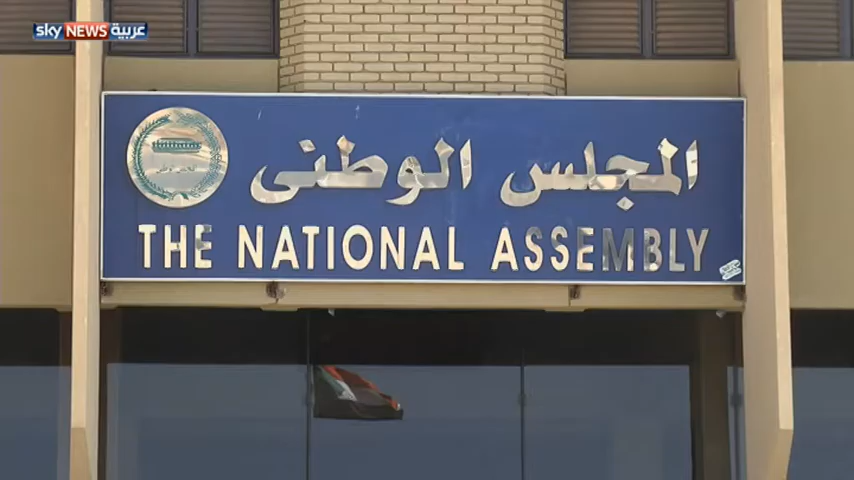 sky NEWS عربية
المجلس الوطنى
THE NATIONAL ASSEMBLY